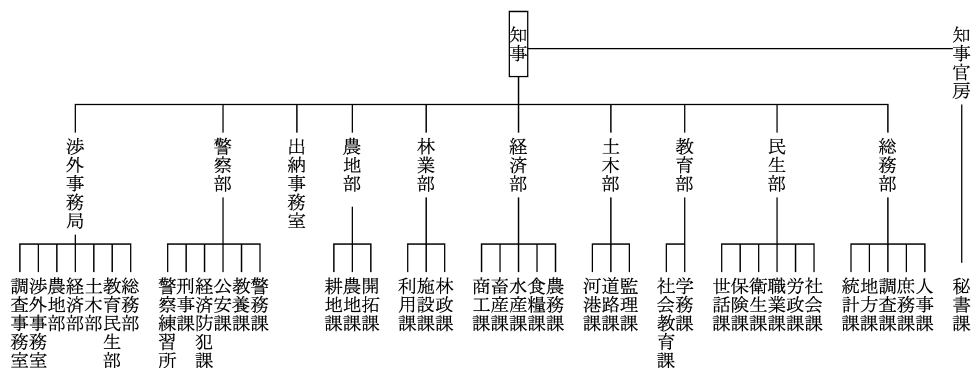 知事
知事官房
秘書課
総務部
人事課
庶務課
調査課
地方課
統計課
民生部
社会課
労政課
職業課
衛生課
保険課
世話課
教育部
学務課
社会教育課
土木部
監理課
道路課
河港課
経済部
農務課
食糧課
水産課
畜産課
商工課
林業部
林政課
施設課
利用課
農地部
開拓課
農地課
耕地課
出納事務室
警察部
警務課
教養課
公安課
経済防犯課
刑事課
警察練習所
渉外事務局
総務部
教育民生部
土木部
経済部
農地部
渉外事務室
調査事務室